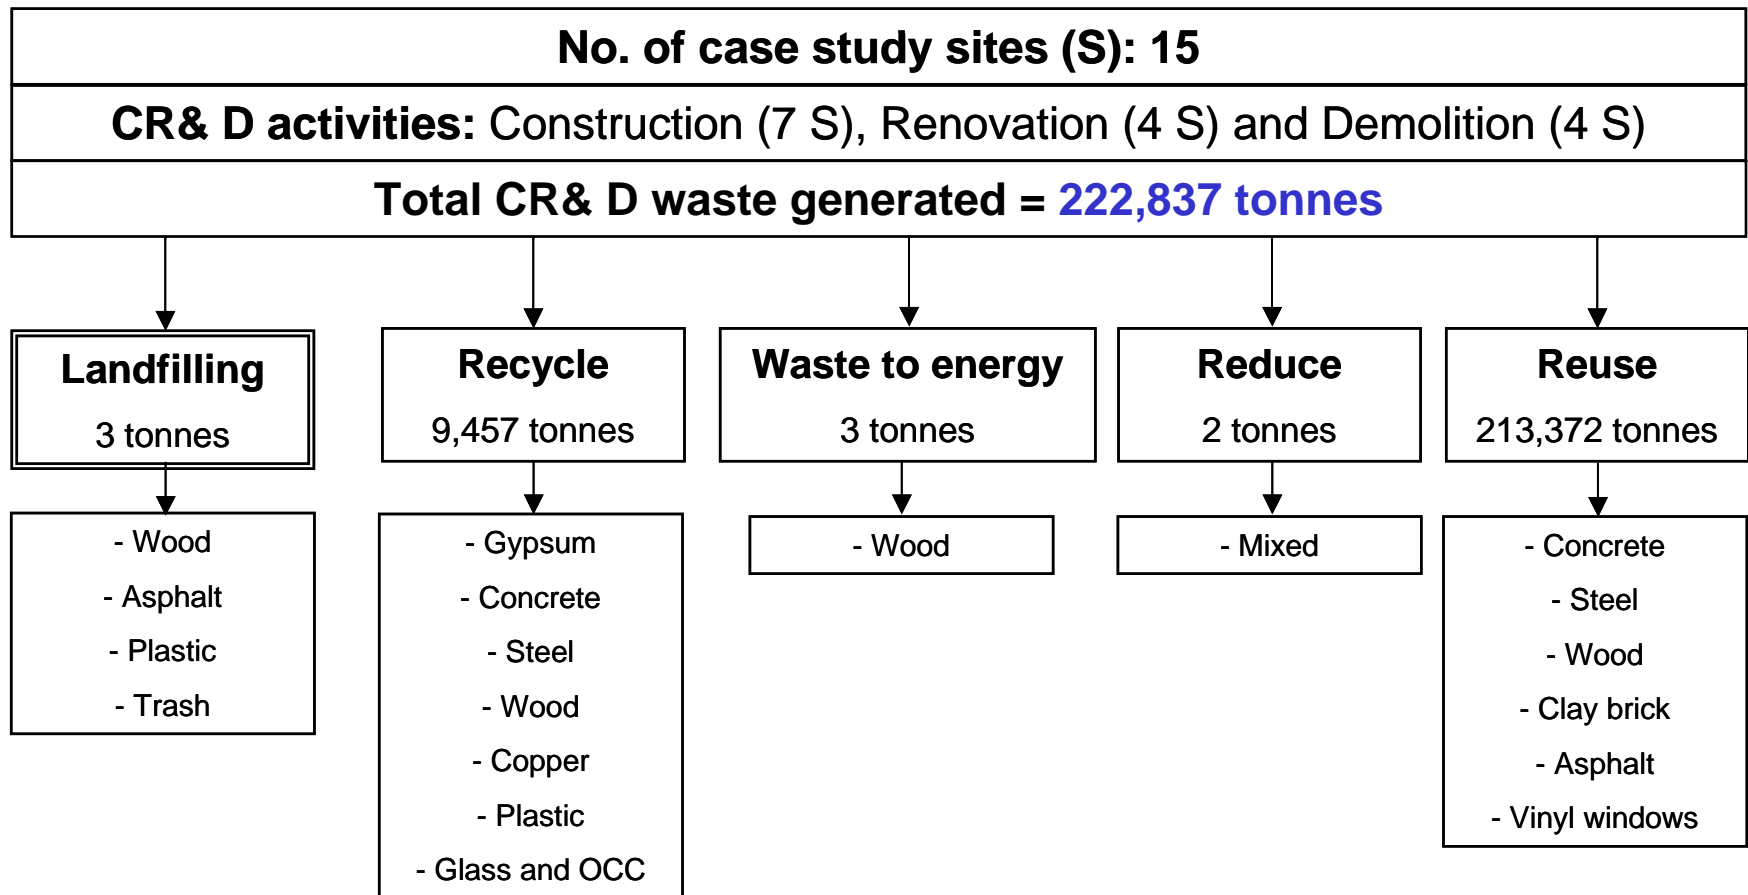 No. of case study sites (S): 15
CR& D activities: Construction (7 S), Renovation (4 S) and Demolition (4 S)
Total CR& D waste generated = 222,837 tonnes
Landfilling
3 tonnes
- Wood
- Asphalt
- Plastic
- Trash
Recycle
9,457 tonnes
- Gypsum
- Concrete
- Steel
- Wood
- Copper
- Plastic
- Glass and OCC
Waste to energy
3 tonnes
- Wood
Reduce
2 tonnes
- Mixed
Reuse
213,372 tonnes
- Concrete
- Steel
- Wood
- Clay brick
- Asphalt
- Vinyl windows